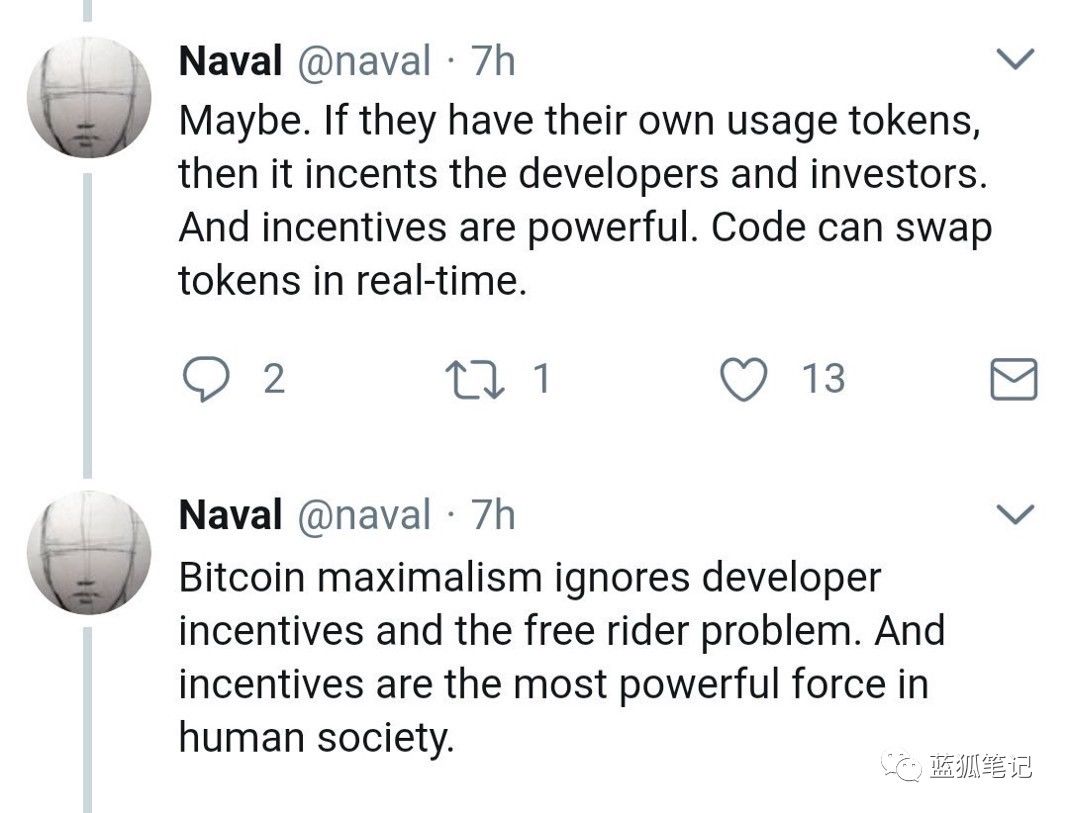 Naval @naval · 7h
Maybe. If they have their own usage tokens,
then it incents the developers and investors.
And incentives are powerful. Code can swap
tokens in real-time.
2 1 13
Naval @naval · 7h
Bitcoin maximalism ignores developer
incentives and the free rider problem. And
incentives are the most powerful force in
human society.
蓝狐笔记